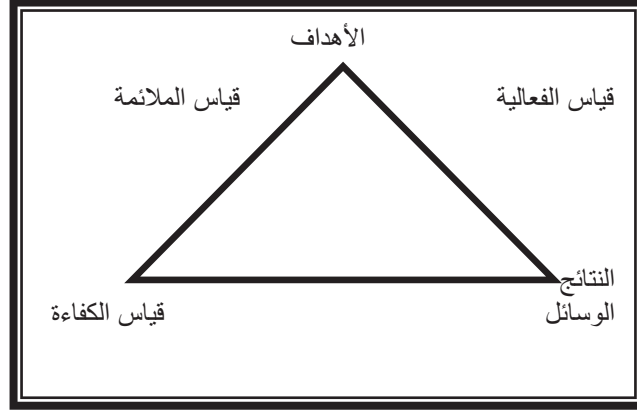 الأهداف
قياس الفعالية
قياس الملائمة
النتائج
الوسائل
قياس الكفاءة